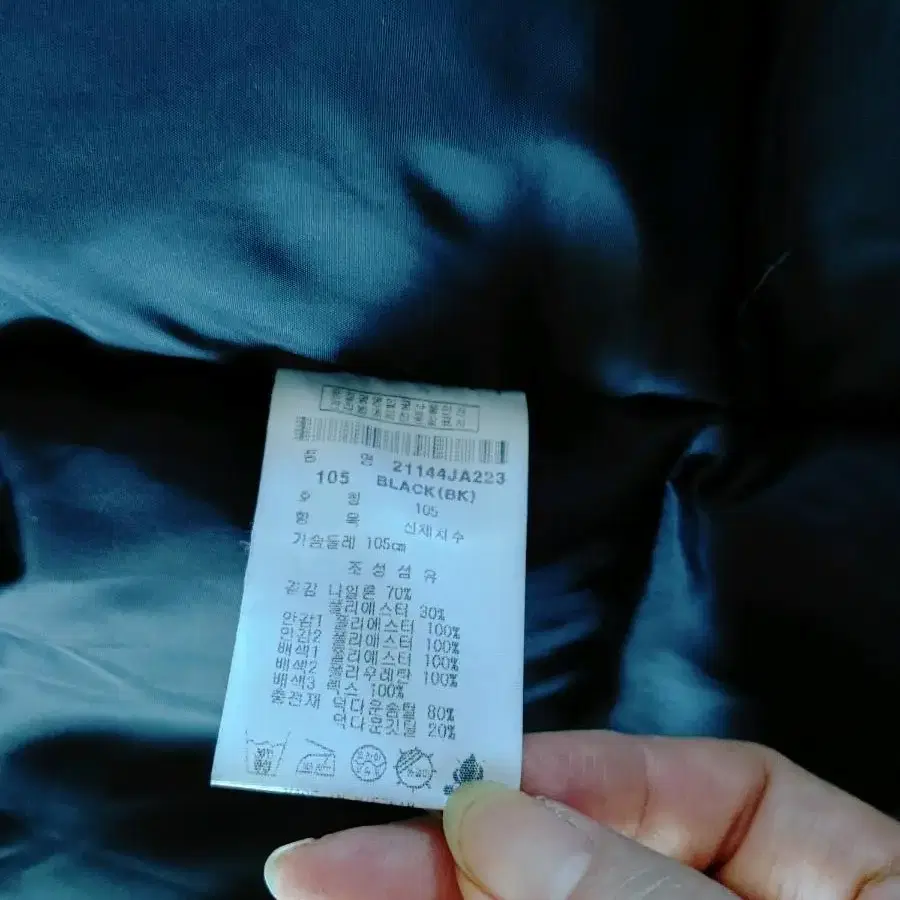 품 명 21144JA223
105 BLACK(BK)
호 칭 105
항 목 신체치수
가슴둘레 105cm
조 성 섬 유
겉감 나일론 70%
폴리에스터 30%
안감1 폴리에스터 100%
안감2 폴리에스터 100%
배색1 폴리에스터 100%
배색2 폴리우레탄 100%
배색3 폭스 100%
충전재 덕다운솜털 80%
덕다운깃털 20%